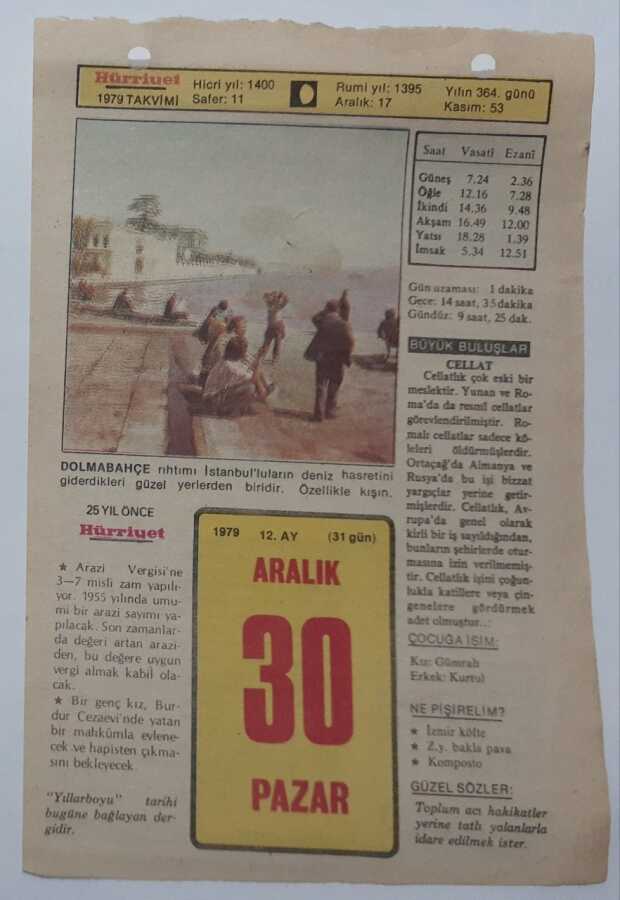 Hürriyet
1979 TAKVİMİ
Hicri yıl: 1400
Safer: 11
Rumi yıl: 1395
Aralık: 17
Yılın 364. günü
Kasım: 53
Saat Vasatî Ezanî
Güneş 7.24 2.36
Öğle 12.16 7.28
İkindi 14.36 9.48
Akşam 16.49 12.00
Yatsı 18.28 1.39
İmsak 5.34 12.51
Gün uzaması: 1 dakika
Gece: 14 saat, 35 dakika
Gündüz: 9 saat, 25 dak.
BÜYÜK BULUŞLAR
CELLAT
Cellatlık çok eski bir
meslektir. Yunan ve Ro-
ma'da da resmî cellatlar
görevlendirilmiştir. Ro-
malı cellatlar sadece kö-
leleri öldürmüşlerdir.
Ortaçağ'da Almanya ve
Rusya'da bu işi bizzat
yargıçlar yerine getir-
mişlerdir. Cellatlık, Av-
rupa'da genel olarak
kirli bir iş sayıldığından,
bunların şehirlerde otur-
masına izin verilmemiş-
tir. Cellatlık işini çoğun-
lukla katillere veya çin-
genelere gördürmek
adet olmuştur..:
ÇOCUĞA İSİM:
Kız: Gümrah
Erkek: Kurtul
NE PİŞİRELİM?
★ İzmir köfte
★ Z.y. bakla pava
★ Komposto
GÜZEL SÖZLER:
Toplum acı hakikatler
yerine tatlı yalanlarla
idare edilmek ister.
DOLMABAHÇE rıhtımı İstanbul'luların deniz hasretini
giderdikleri güzel yerlerden biridir. Özellikle kışın.
25 YIL ÖNCE
Hürriyet
★ Arazi Vergisi'ne
3—7 misli zam yapılı-
yor. 1955 yılında umu-
mi bir arazi sayımı ya-
pılacak. Son zamanlar-
da değeri artan arazi-
den, bu değere uygun
vergi almak kabil ola-
cak.
★ Bir genç kız, Bur-
dur Cezaevi'nde yatan
bir mahkûmla evlene-
cek ve hapisten çıkma-
sını bekleyecek.
"Yıllarboyu" tarihi
bugüne bağlayan der-
gidir.
1979 12. AY (31 gün)
ARALIK
30
PAZAR